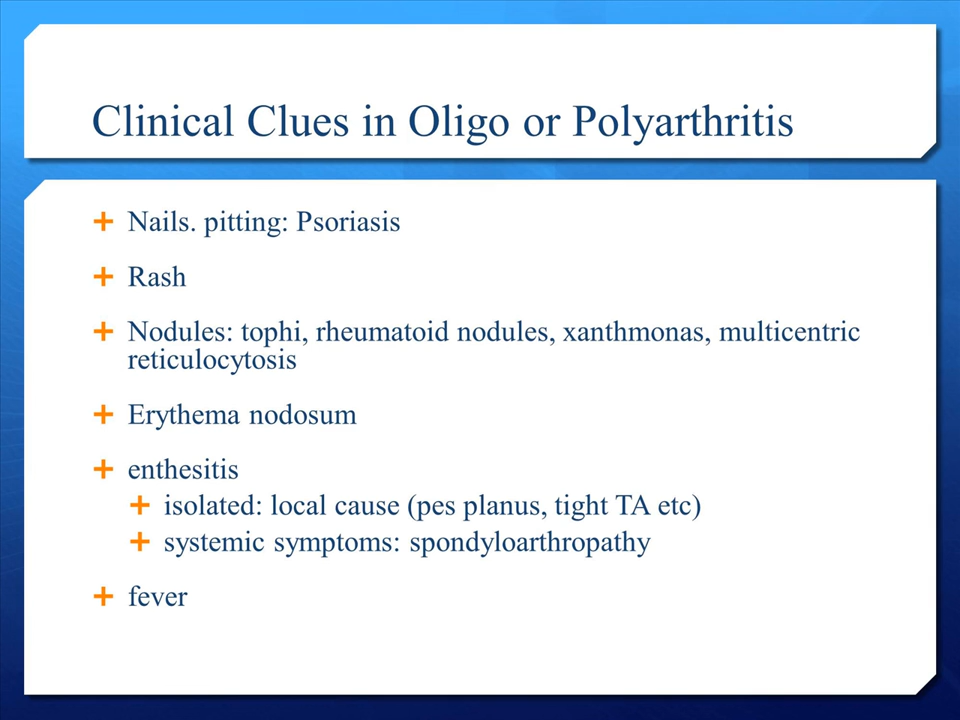 Clinical Clues in Oligo or Polyarthritis
Nails. pitting: Psoriasis
Rash
Nodules: tophi, rheumatoid nodules, xanthmonas, multicentric
reticulocytosis
Erythema nodosum
enthesitis
isolated: local cause (pes planus, tight TA etc)
systemic symptoms: spondyloarthropathy
fever